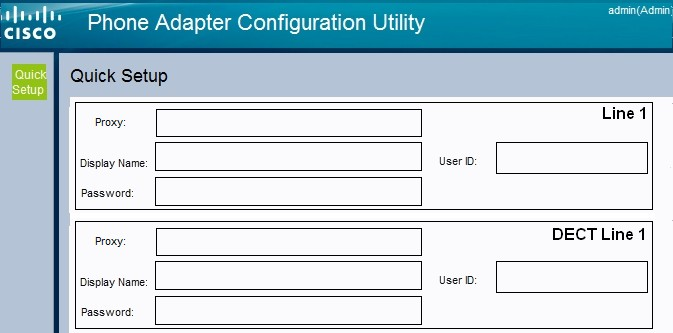 admin(Admin)
CISCO
Phone Adapter Configuration Utility
Quick Setup
Quick Setup
Line 1
Proxy:
Display Name:
User ID:
Password:
DECT Line 1
Proxy:
Display Name:
User ID:
Password: